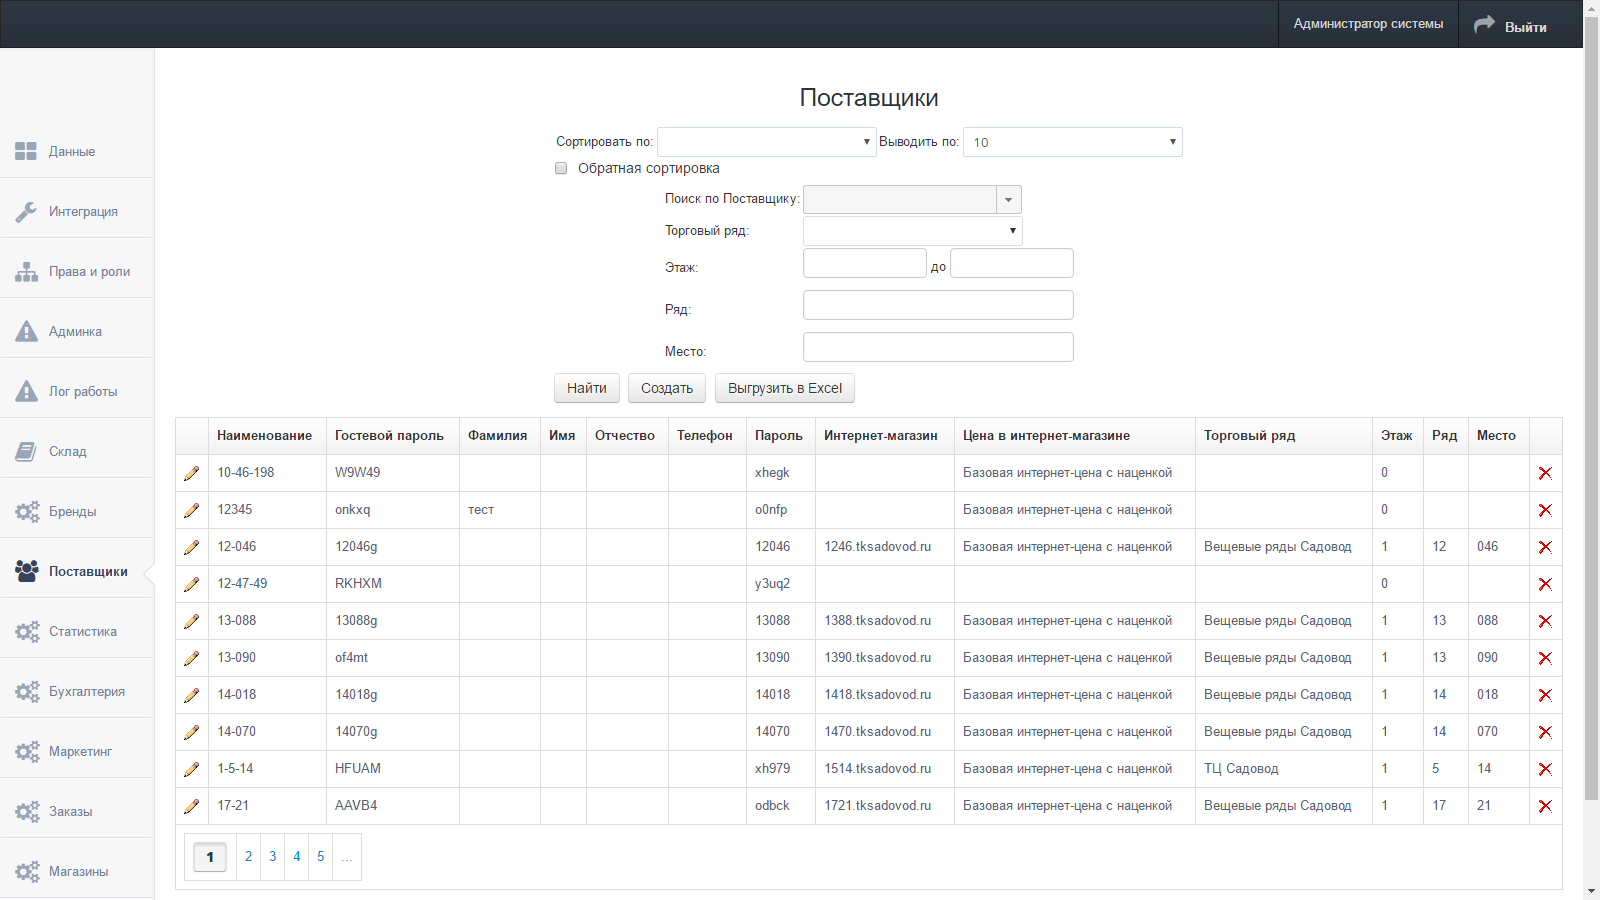 Администратор системы
Выйти
Данные
Интеграция
Права и роли
Админка
Лог работы
Склад
Бренды
Поставщики
Статистика
Бухгалтерия
Маркетинг
Заказы
Магазины
Поставщики
Сортировать по: Выводить по: 10
Обратная сортировка
Поиск по Поставщику:
Торговый ряд:
Этаж: до
Ряд:
Место:
Найти Создать Выгрузить в Excel
Наименование Гостевой пароль Фамилия Имя Отчество Телефон Пароль Интернет-магазин Цена в интернет-магазине Торговый ряд Этаж Ряд Место
10-46-198 W9W49 xhegk Базовая интернет-цена с наценкой 0
12345 onkxq тест o0nfp Базовая интернет-цена с наценкой 0
12-046 12046g 12046 1246.tksadovod.ru Базовая интернет-цена с наценкой Вещевые ряды Садовод 1 12 046
12-47-49 RKHXM y3uq2 0
13-088 13088g 13088 1388.tksadovod.ru Базовая интернет-цена с наценкой Вещевые ряды Садовод 1 13 088
13-090 of4mt 13090 1390.tksadovod.ru Базовая интернет-цена с наценкой Вещевые ряды Садовод 1 13 090
14-018 14018g 14018 1418.tksadovod.ru Базовая интернет-цена с наценкой Вещевые ряды Садовод 1 14 018
14-070 14070g 14070 1470.tksadovod.ru Базовая интернет-цена с наценкой Вещевые ряды Садовод 1 14 070
1-5-14 HFUAM xh979 1514.tksadovod.ru Базовая интернет-цена с наценкой ТЦ Садовод 1 5 14
17-21 AAVB4 odbck 1721.tksadovod.ru Базовая интернет-цена с наценкой Вещевые ряды Садовод 1 17 21
1 2 3 4 5 ...